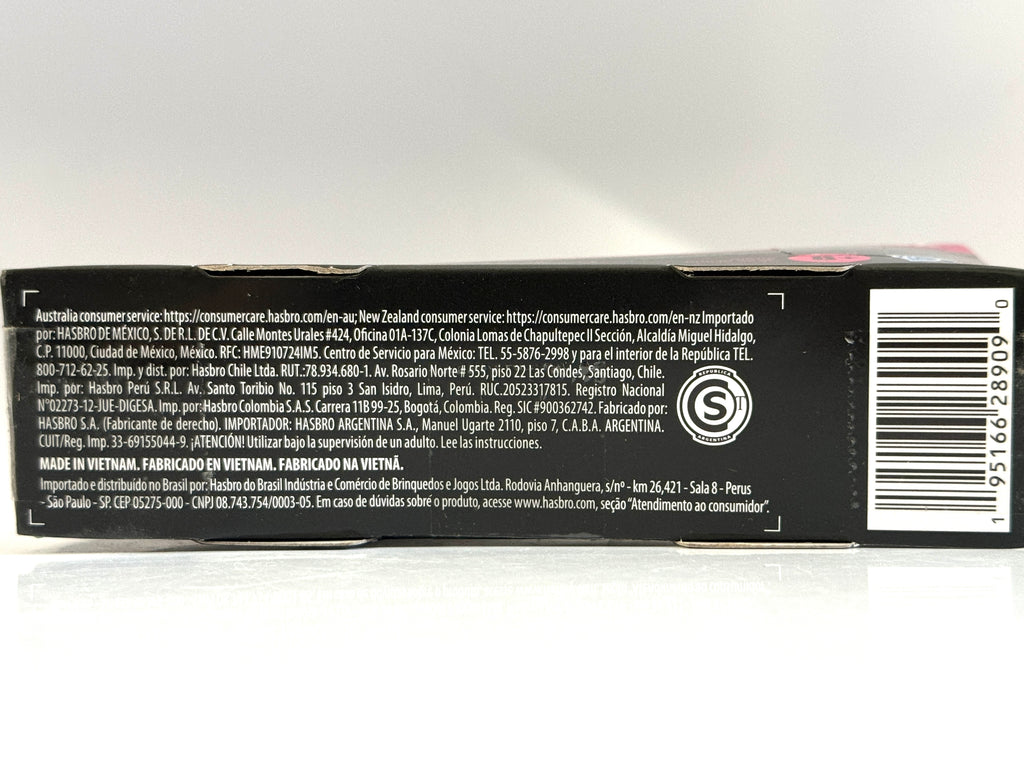 Australia consumer service: https://consumercare.hasbro.com/en-au; New Zealand consumer service: https://consumercare.hasbro.com/en-nz Importado
por: HASBRO DE MÉXICO, S. DE R.L. DE C.V. Calle Montes Urales #424, Oficina 01A-137C, Colonia Lomas de Chapultepec II Sección, Alcaldía Miguel Hidalgo,
C.P. 11000, Ciudad de México, México. RFC: HME910724IM5. Centro de Servicio para México: TEL. 55-5876-2998 y para el interior de la República TEL.
800-712-62-25. Imp. y dist. por: Hasbro Chile Ltda. RUT.:78.934.680-1. Av. Rosario Norte # 555, piso 22 Las Condes, Santiago, Chile.
Imp. por: Hasbro Perú S.R.L. Av. Santo Toribio No. 115 piso 3 San Isidro, Lima, Perú. RUC.20523317815. Registro Nacional
N°02273-12-JUE-DIGESA. Imp. por: Hasbro Colombia S.A.S. Carrera 11B 99-25, Bogotá, Colombia. Reg. SIC #900362742. Fabricado por:
HASBRO S.A. (Fabricante de derecho). IMPORTADOR: HASBRO ARGENTINA S.A., Manuel Ugarte 2110, piso 7, C.A.B.A. ARGENTINA.
CUIT/Reg. Imp. 33-69155044-9. ¡ATENCIÓN! Utilizar bajo la supervisión de un adulto. Lee las instrucciones.
MADE IN VIETNAM. FABRICADO EN VIETNAM. FABRICADO NA VIETNÃ.
Importado e distribuído no Brasil por: Hasbro do Brasil Indústria e Comércio de Brinquedos e Jogos Ltda. Rodovia Anhanguera, s/nº - km 26,421 - Sala 8 - Perus
- São Paulo - SP. CEP 05275-000 - CNPJ 08.743.754/0003-05. Em caso de dúvidas sobre o produto, acesse www.hasbro.com, seção "Atendimento ao consumidor".
REPUBLICA
S
ARGENTINA
1 95166 22890 9 0